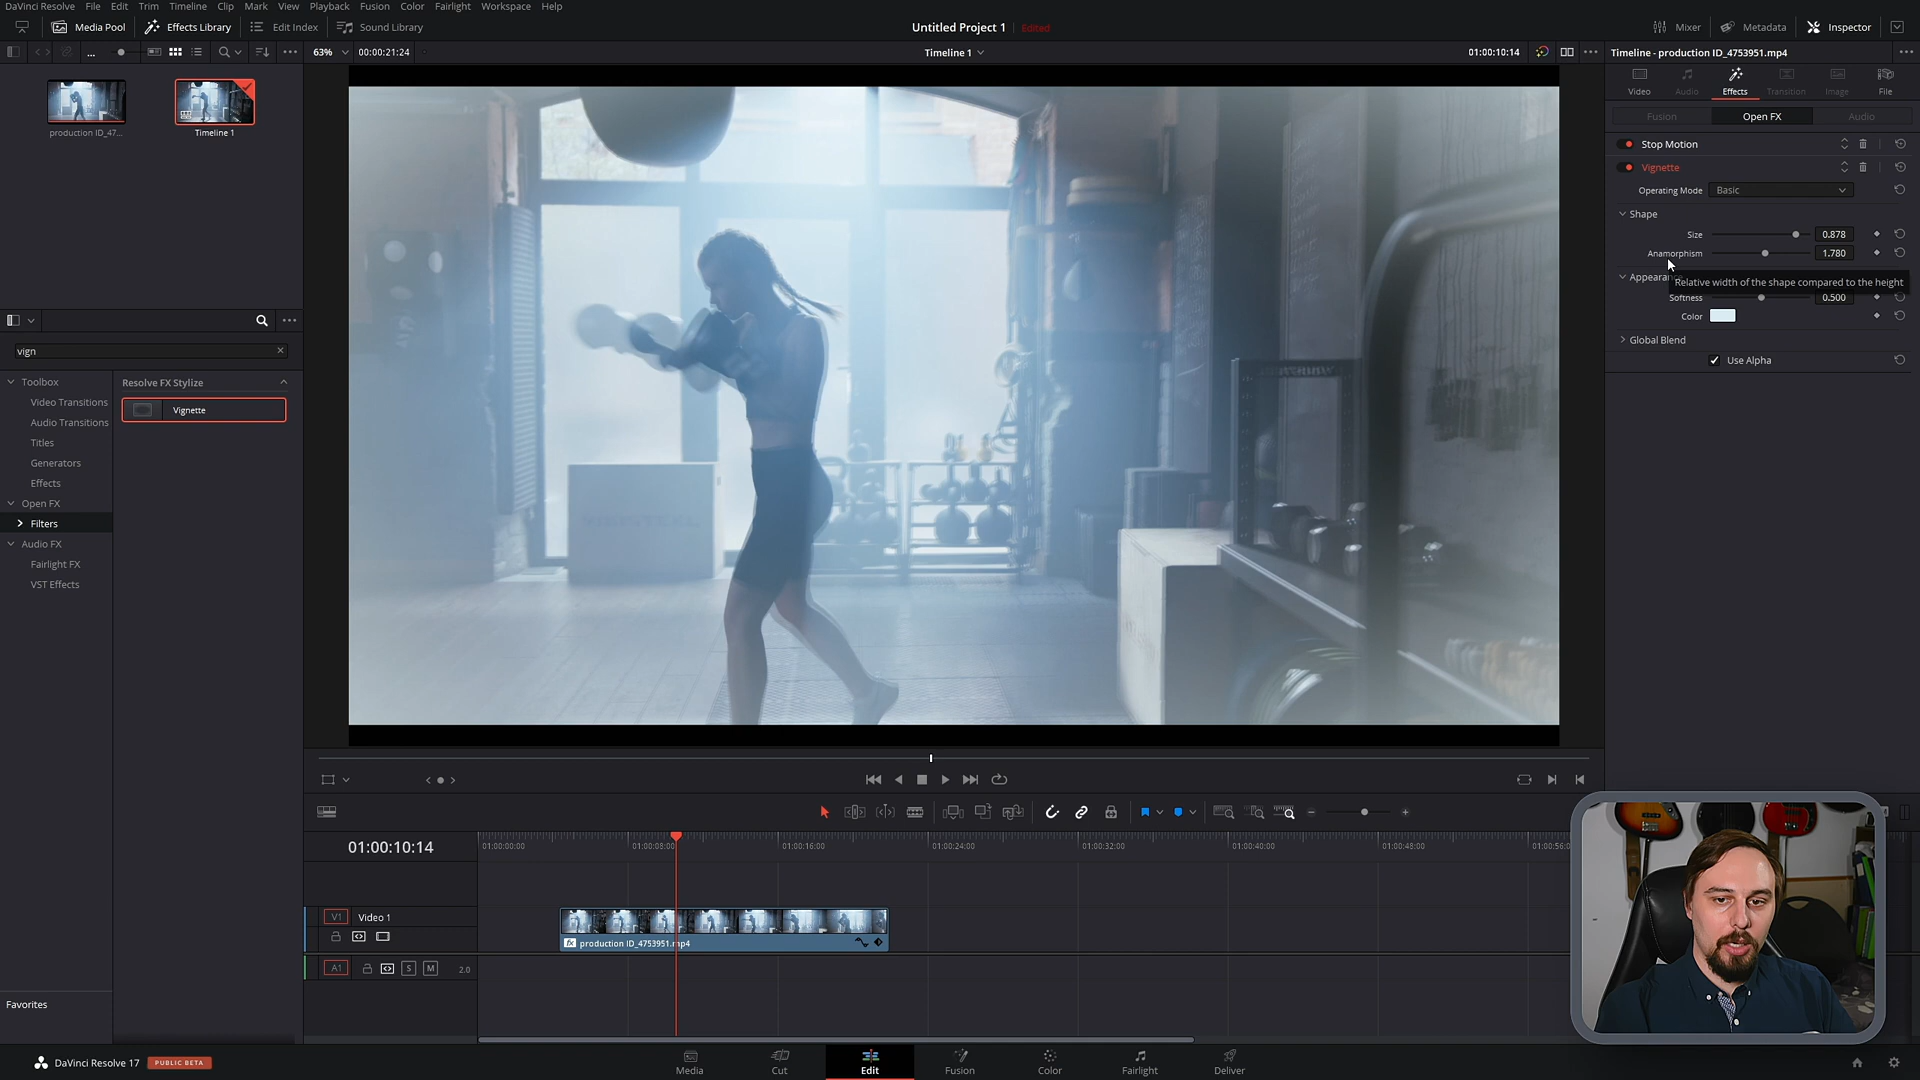 DaVinci Resolve File Edit Trim Timeline Clip Mark View Playback Fusion Color Fairlight Workspace Help
Media Pool Effects Library Edit Index Sound Library
Untitled Project 1 Edited
Mixer Metadata Inspector
63% 00:00:21:24
Timeline 1
01:00:10:14
Timeline - production ID_4753951.mp4
Video Audio Effects Transition Image File
Fusion Open FX Audio
Stop Motion
Vignette
Operating Mode Basic
Shape
Size 0.878
Anamorphism 1.780
Appearan
Relative width of the shape compared to the height
Softness 0.500
Color
Global Blend
Use Alpha
production ID_47...
Timeline 1
vign
Toolbox
Video Transitions
Audio Transitions
Titles
Generators
Effects
Open FX
Filters
Audio FX
Fairlight FX
VST Effects
Favorites
Resolve FX Stylize
Vignette
01:00:10:14
01:00:00:00 01:00:08:00 01:00:16:00 01:00:24:00 01:00:32:00 01:00:40:00 01:00:48:00 01:00:56:0
V1 Video 1
production ID_4753951.mp4
A1 S M 2.0
DaVinci Resolve 17 PUBLIC BETA
Media Cut Edit Fusion Color Fairlight Deliver